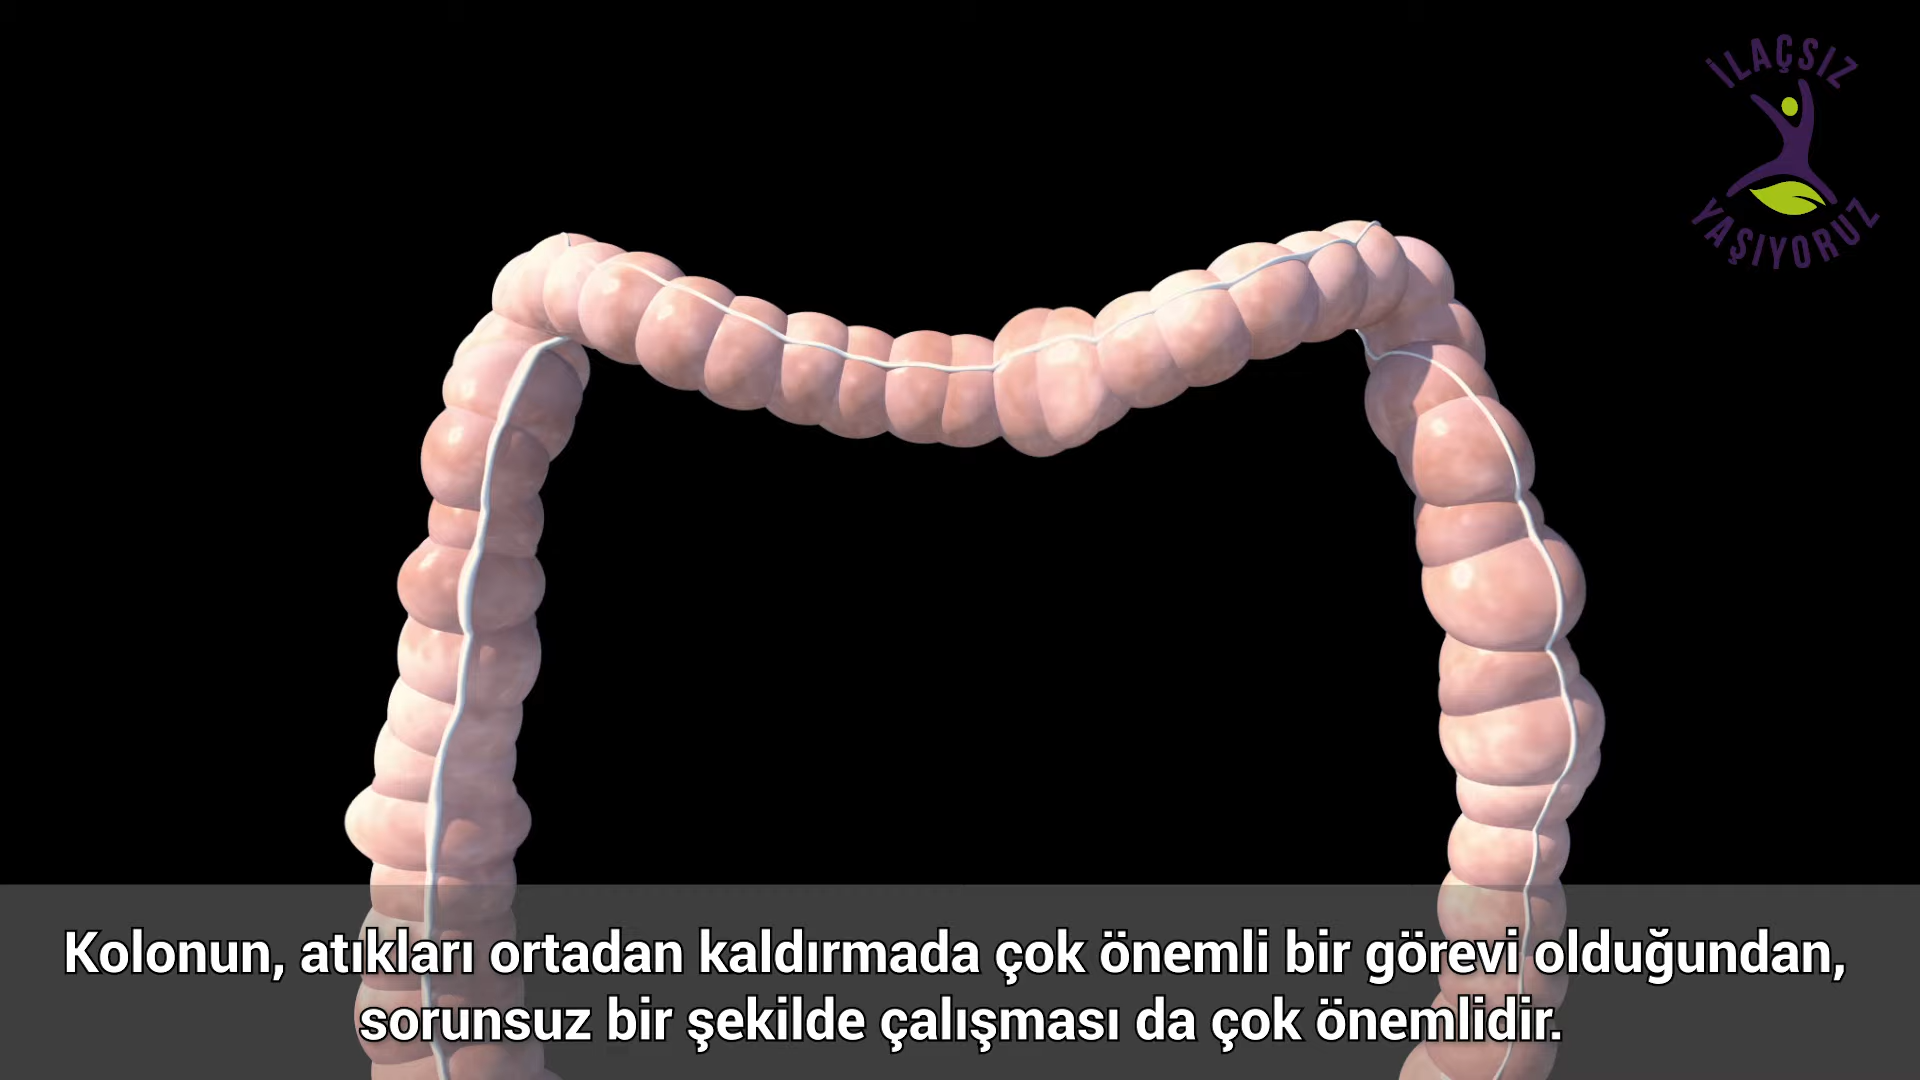 İLAÇSIZ
YAŞIYORUZ
Kolonun, atıkları ortadan kaldırmada çok önemli bir görevi olduğundan,
sorunsuz bir şekilde çalışması da çok önemlidir.